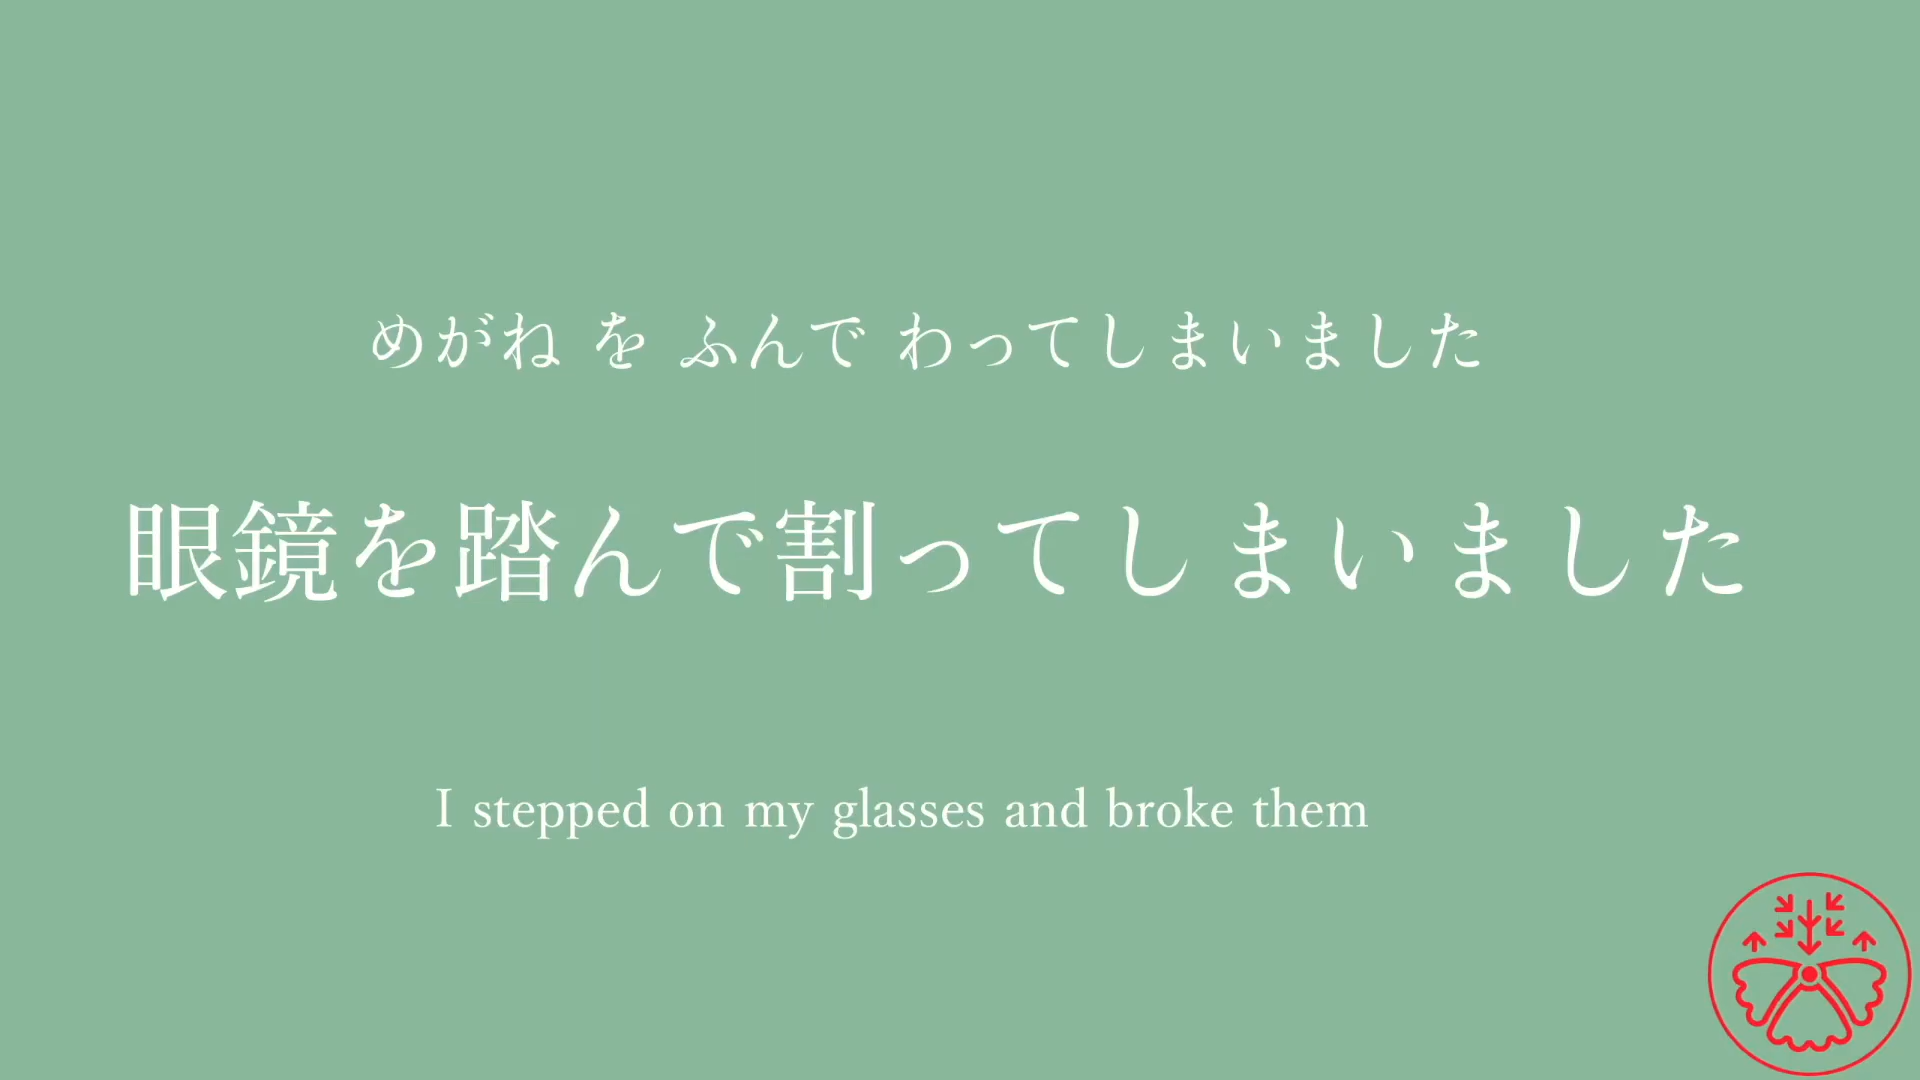 めがね を ふんで わってしまいました
眼鏡を踏んで割ってしまいました
I stepped on my glasses and broke them